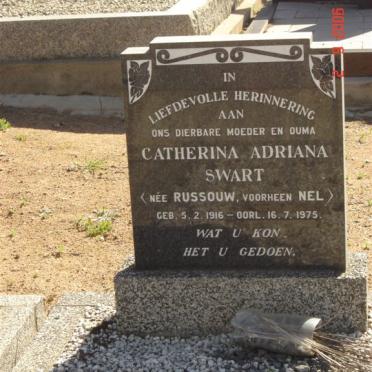 IN
LIEFDEVOLLE HERINNERING
AAN
ONS DIERBARE MOEDER EN OUMA
CATHERINA ADRIANA
SWART
(NÉE RUSSOUW, VOORHEEN NEL)
GEB. 5. 2. 1916 - OORL. 16. 7. 1975.
WAT U KON
HET U GEDOEN.